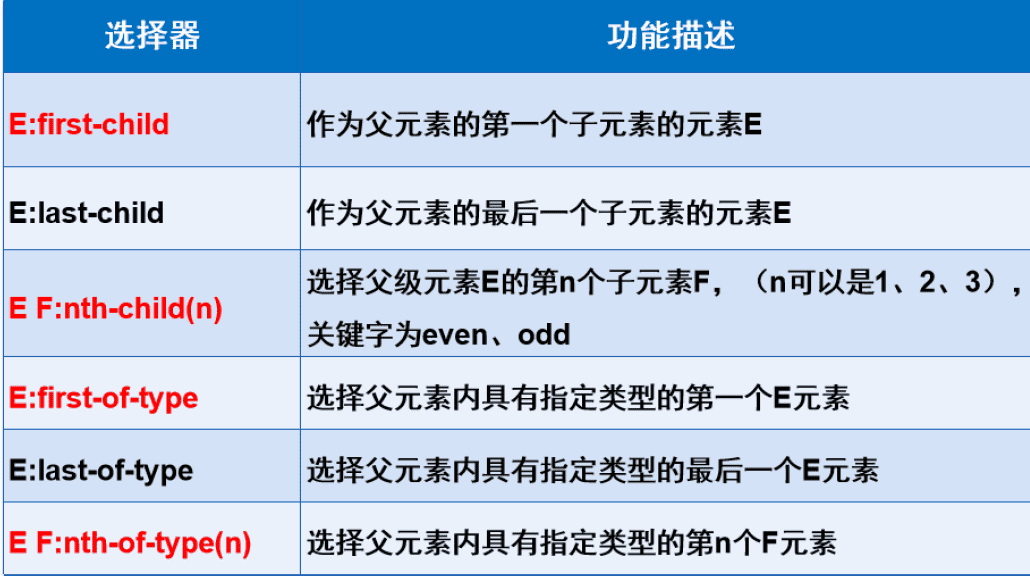 选择器 功能描述
E:first-child 作为父元素的第一个子元素的元素E
E:last-child 作为父元素的最后一个子元素的元素E
E F:nth-child(n) 选择父级元素E的第n个子元素F，（n可以是1、2、3），
关键字为even、odd
E:first-of-type 选择父元素内具有指定类型的第一个E元素
E:last-of-type 选择父元素内具有指定类型的最后一个E元素
E F:nth-of-type(n) 选择父元素内具有指定类型的第n个F元素